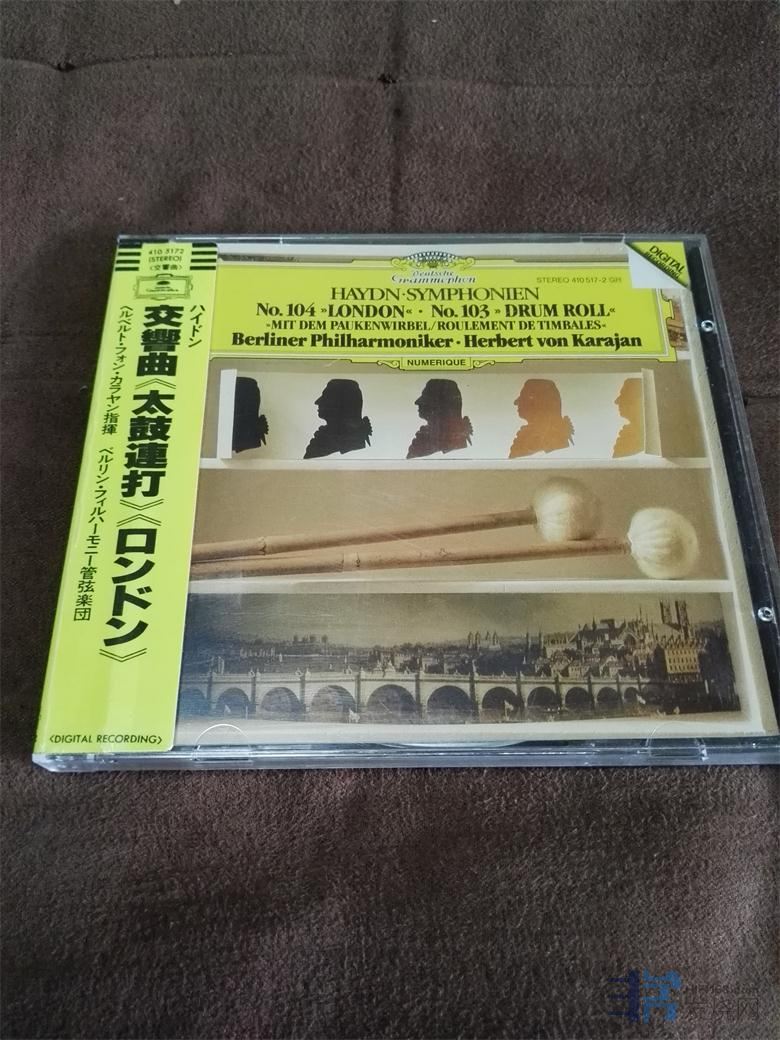 410 5172
(STEREO)
〈交響曲〉
ハイドン
交響曲《太鼓連打》《ロンドン》
ヘルベルト・フォン・カラヤン指揮 ベルリン・フィルハーモニー管弦楽団
〈DIGITAL RECORDING〉
Deutsche
Grammophon
STEREO 410 517-2 GH
DIGITAL
HAYDN·SYMPHONIEN
No. 104 »LONDON« · No. 103 »DRUM ROLL«
»MIT DEM PAUKENWIRBEL/ROULEMENT DE TIMBALES«
Berliner Philharmoniker · Herbert von Karajan
NUMERIQUE
发烧网